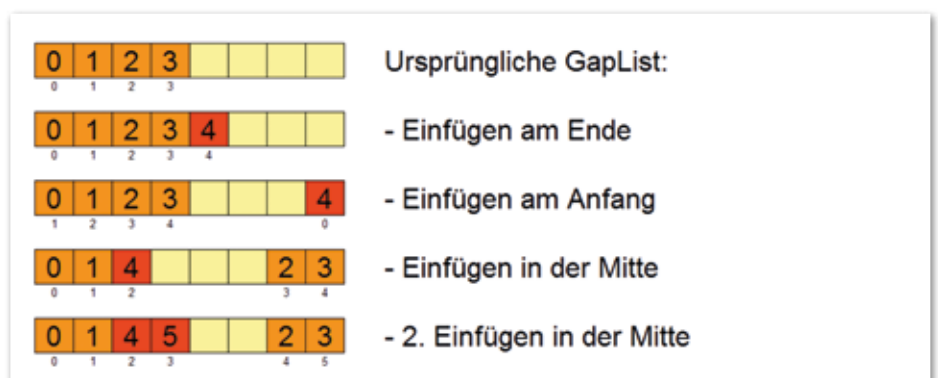 0 1 2 3 Ursprüngliche GapList:
0 1 2 3
0 1 2 3 4 - Einfügen am Ende
0 1 2 3 4
0 1 2 3 4 - Einfügen am Anfang
1 2 3 4 0
0 1 4 2 3 - Einfügen in der Mitte
0 1 2 3 4
0 1 4 5 2 3 - 2. Einfügen in der Mitte
0 1 2 3 4 5